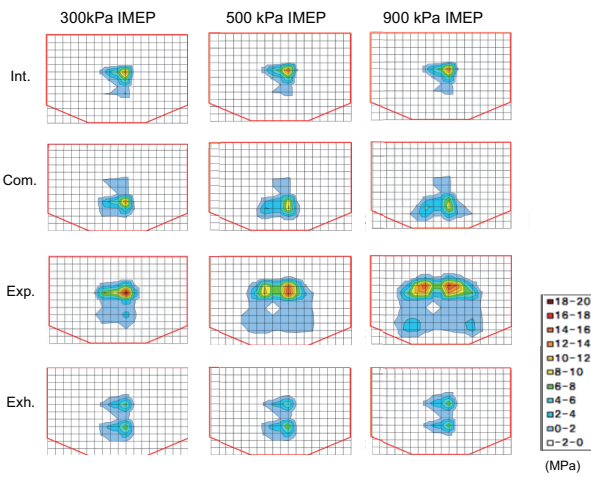 300kPa IMEP 500 kPa IMEP 900 kPa IMEP
Int.
Com.
Exp.
Exh.
18-20
16-18
14-16
12-14
10-12
8-10
6-8
4-6
2-4
0-2
-2-0
(MPa)